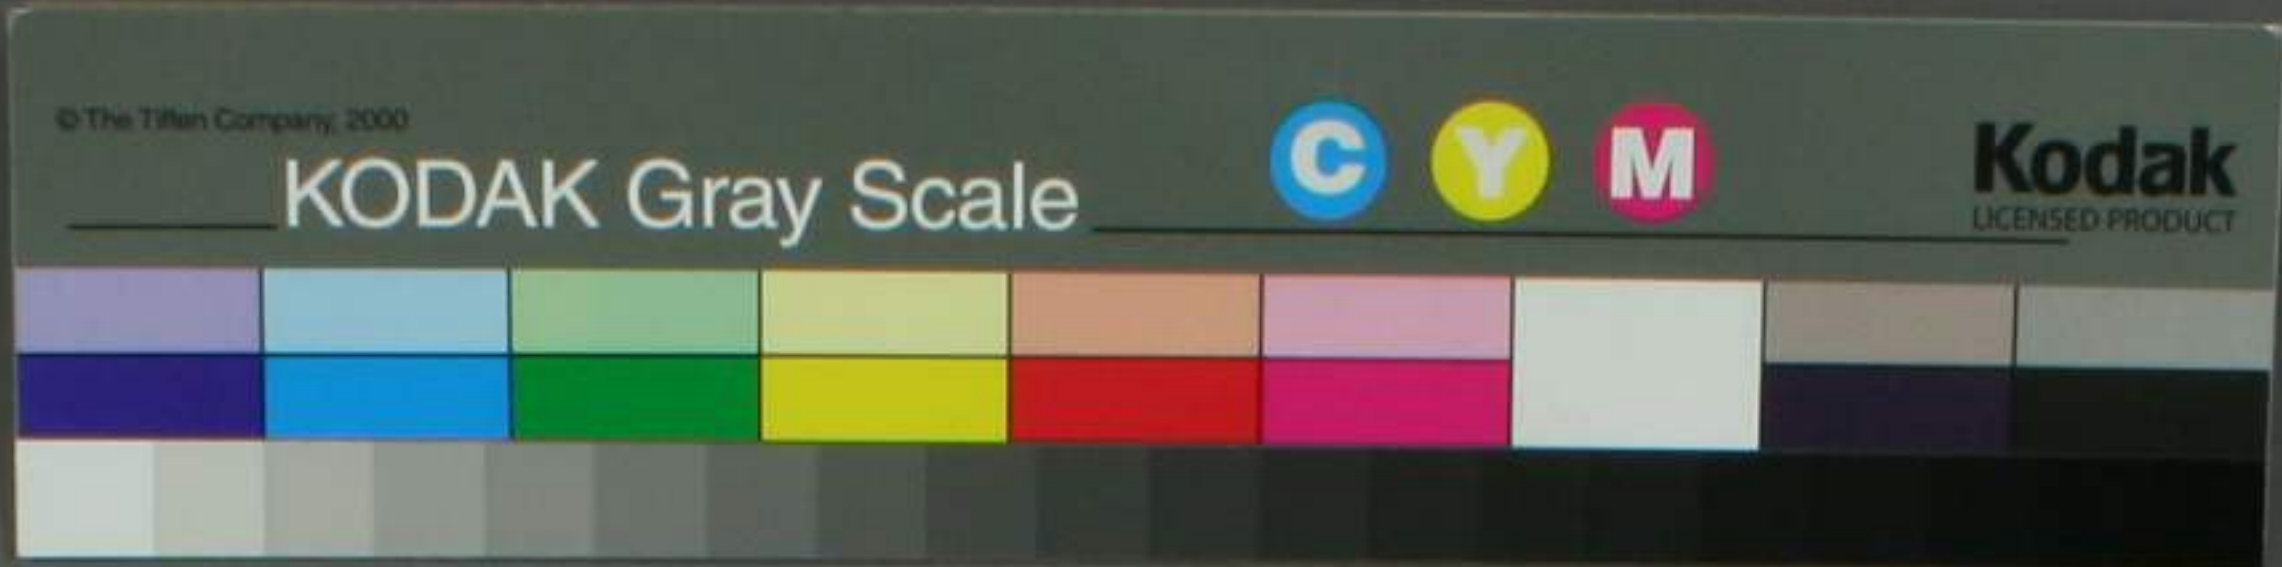 © The Tiffen Company, 2000
KODAK Gray Scale
C Y M
Kodak
LICENSED PRODUCT